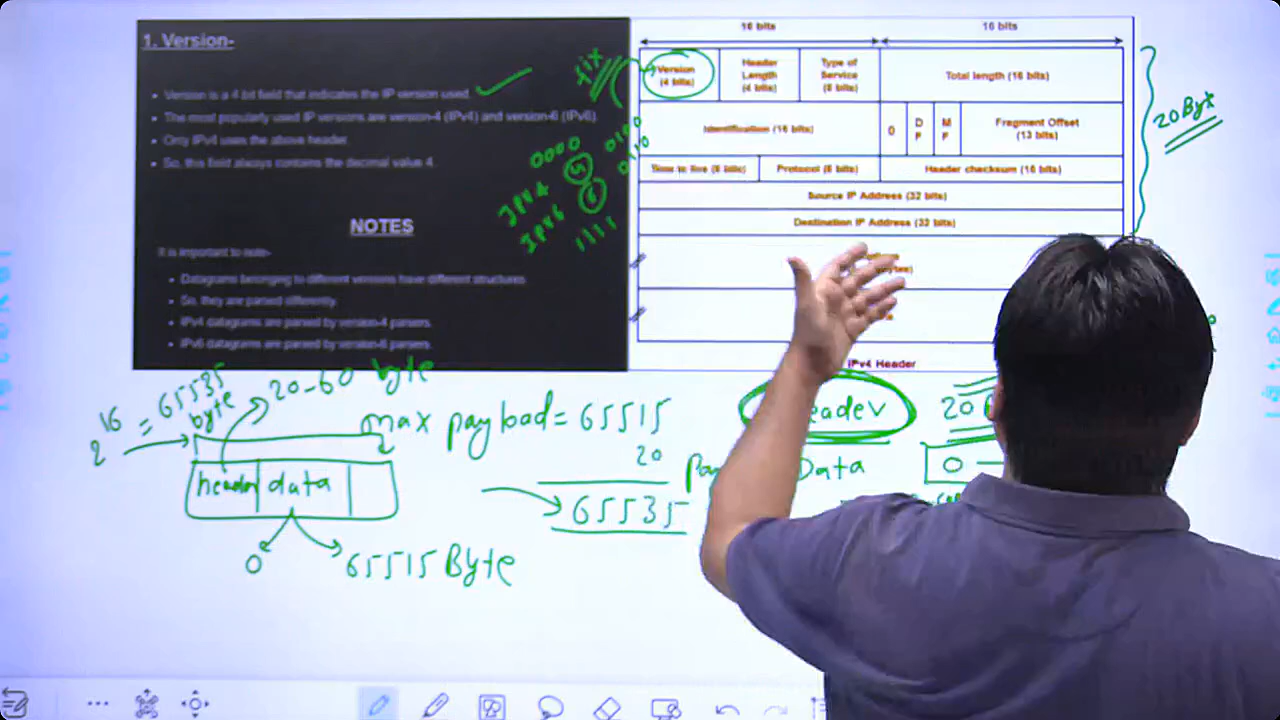 1. Version-
Version is a 4 bit field that indicates the IP version used.
The most popularly used IP versions are version-4 (IPv4) and version-6 (IPv6).
Only IPv4 uses the above header.
So, this field always contains the decimal value 4.
NOTES
It is important to note-
Datagrams belonging to different versions have different structures.
So, they are parsed differently.
IPv4 datagrams are parsed by version-4 parsers.
IPv6 datagrams are parsed by version-6 parsers.
fix
0000
0100
IPV4
4
0110
IPV6
6
1111
16 bits
16 bits
Version
(4 bits)
Header
Length
(4 bits)
Type of
Service
(8 bits)
Total length (16 bits)
Identification (16 bits)
0
D
F
M
F
Fragment Offset
(13 bits)
Time to live (8 bits)
Protocol (8 bits)
Header checksum (16 bits)
Source IP Address (32 bits)
Destination IP Address (32 bits)
IPv4 Header
20 Byt
2^16 = 65535
byte
20-60 byte
header
data
0
65515 Byte
max payload = 65515
20
65535
Data
20
0 -